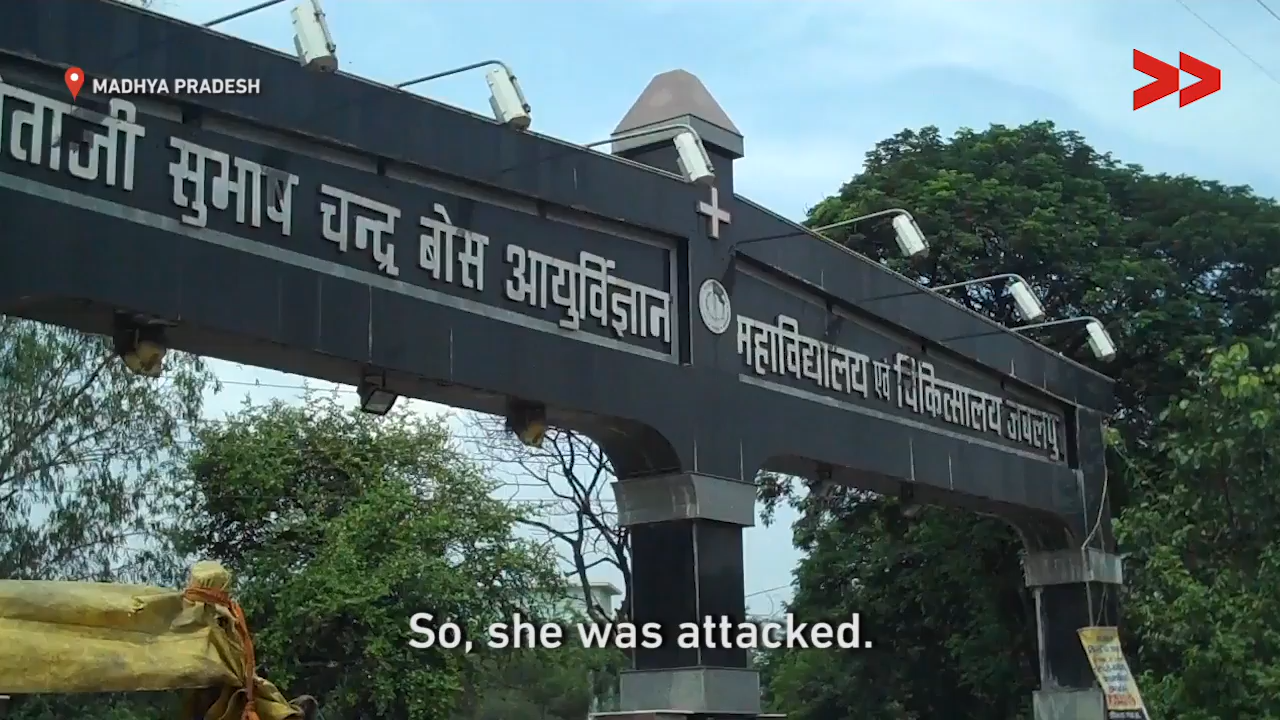 MADHYA PRADESH
नेताजी सुभाष चन्द्र बोस आयुर्विज्ञान
महाविद्यालय एवं चिकित्सालय जबलपु
So, she was attacked.